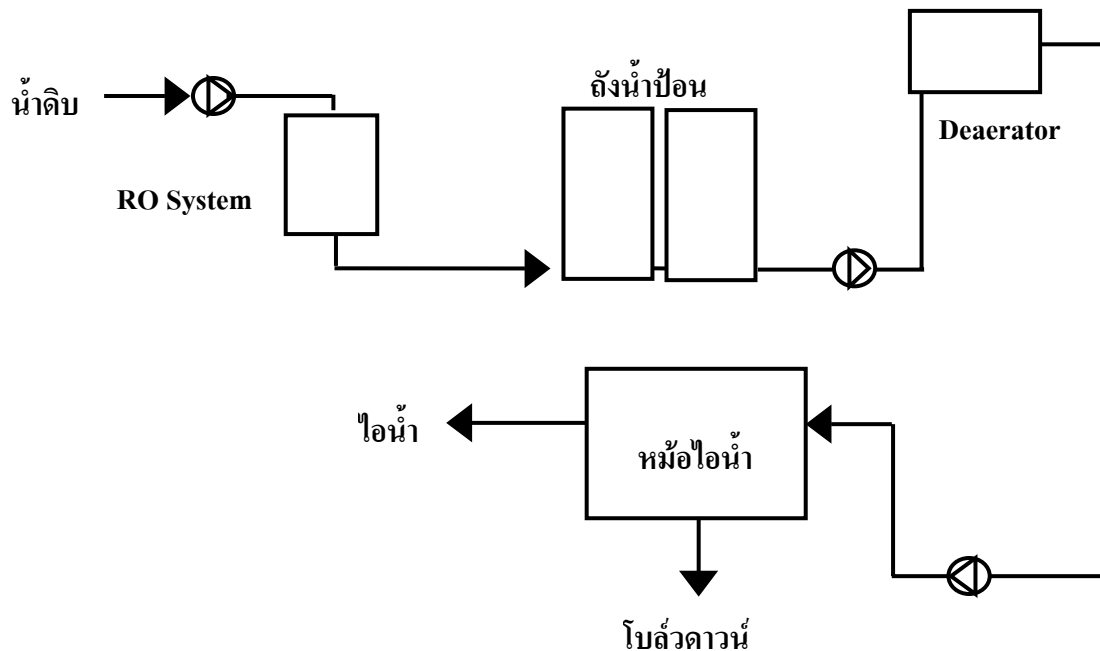 น้ำดิบ
ถังน้ำป้อน
Deaerator
RO System
ไอน้ำ
หม้อไอน้ำ
โบล์วดาวน์